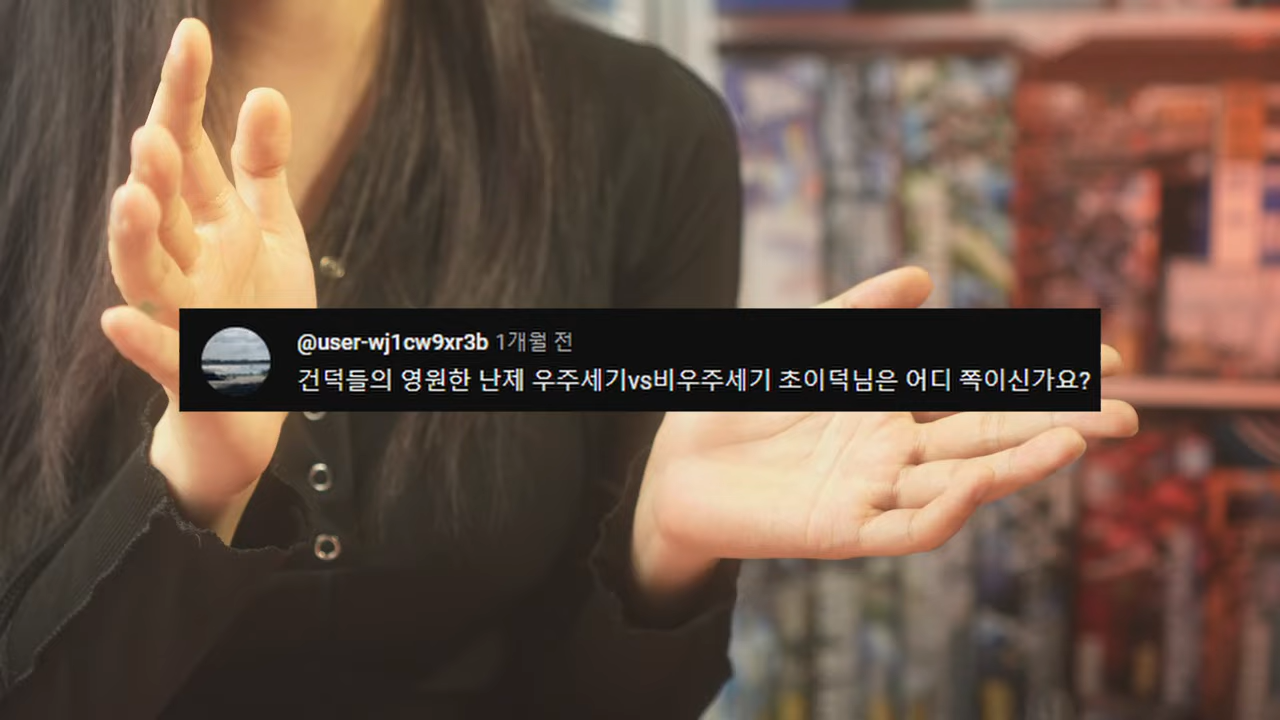 @user-wj1cw9xr3b 1개월 전
건덕들의 영원한 난제 우주세기vs비우주세기 초이덕님은 어디 쪽이신가요?